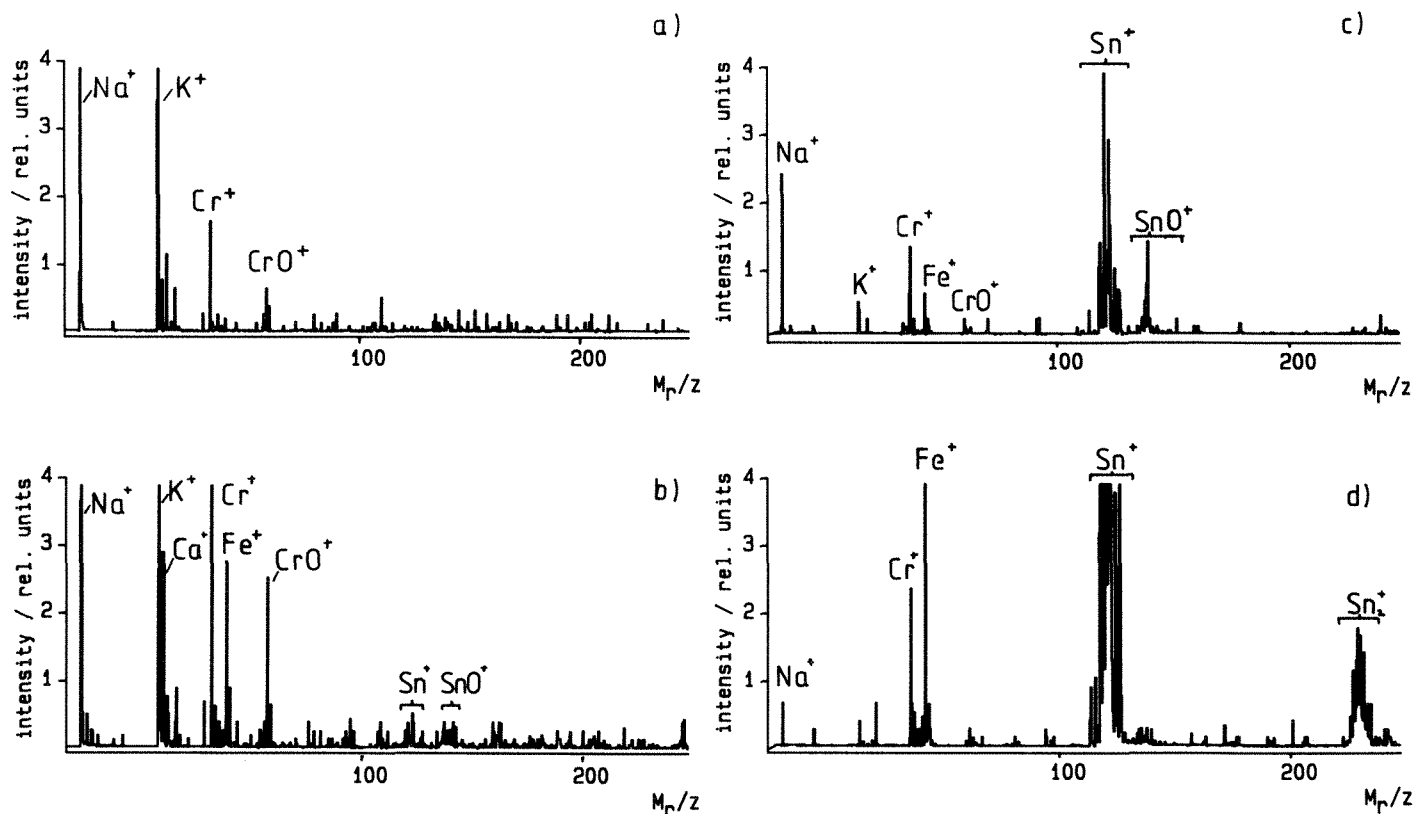 a)
intensity / rel. units
4
3
2
1
Na⁺
K⁺
Cr⁺
CrO⁺
100
200
Mᵣ/z
c)
intensity / rel. units
4
3
2
1
Na⁺
K⁺
Cr⁺
Fe⁺
CrO⁺
Sn⁺
SnO⁺
100
200
Mᵣ/z
b)
intensity / rel. units
4
3
2
1
Na⁺
K⁺
Ca⁺
Cr⁺
Fe⁺
CrO⁺
Sn⁺
SnO⁺
100
200
Mᵣ/z
d)
intensity / rel. units
4
3
2
1
Na⁺
Cr⁺
Fe⁺
Sn⁺
Sn₂⁺
100
200
Mᵣ/z